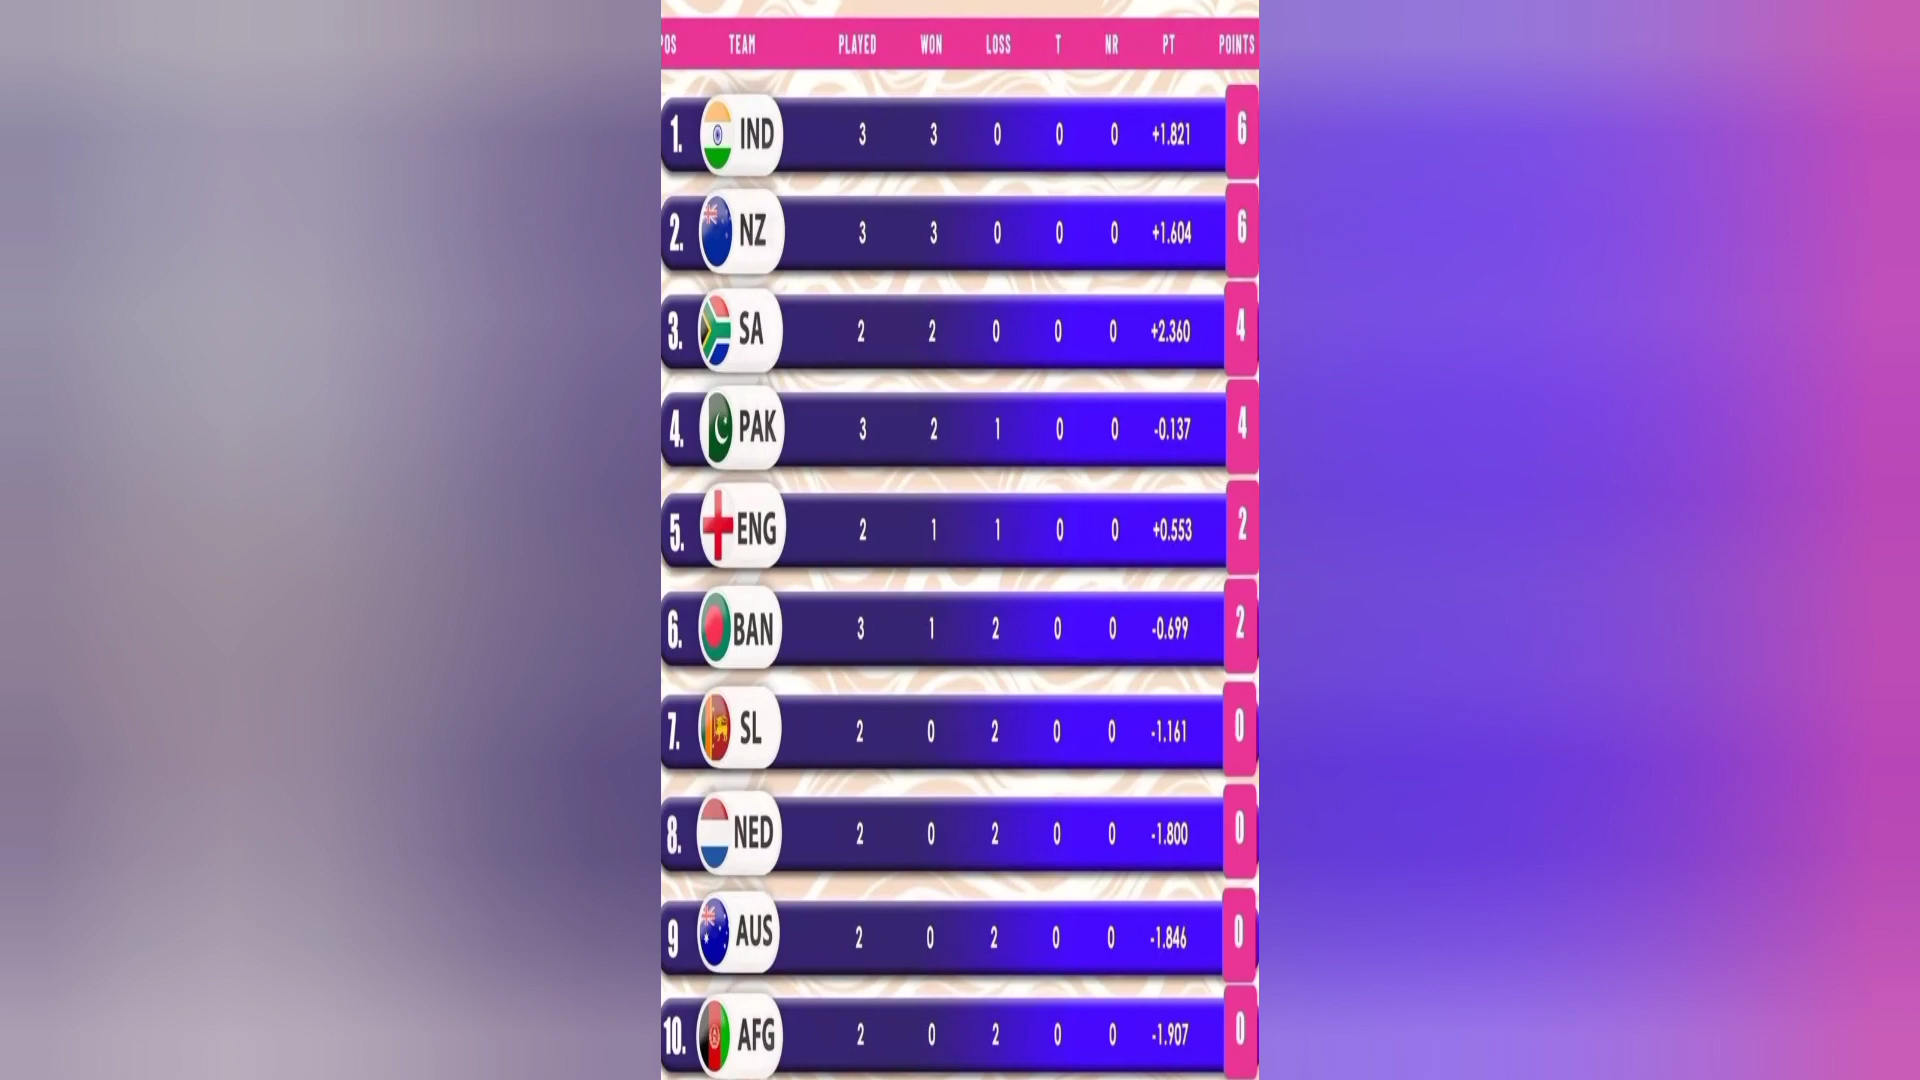 POS TEAM PLAYED WON LOSS T NR PT POINTS
1. IND 3 3 0 0 0 +1.821 6
2. NZ 3 3 0 0 0 +1.604 6
3. SA 2 2 0 0 0 +2.360 4
4. PAK 3 2 1 0 0 -0.137 4
5. ENG 2 1 1 0 0 +0.553 2
6. BAN 3 1 2 0 0 -0.699 2
7. SL 2 0 2 0 0 -1.161 0
8. NED 2 0 2 0 0 -1.800 0
9 AUS 2 0 2 0 0 -1.846 0
10. AFG 2 0 2 0 0 -1.907 0